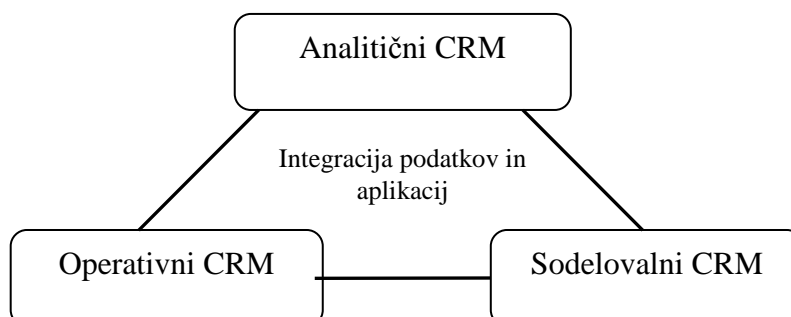 Analitični CRM
Integracija podatkov in
aplikacij
Operativni CRM
Sodelovalni CRM